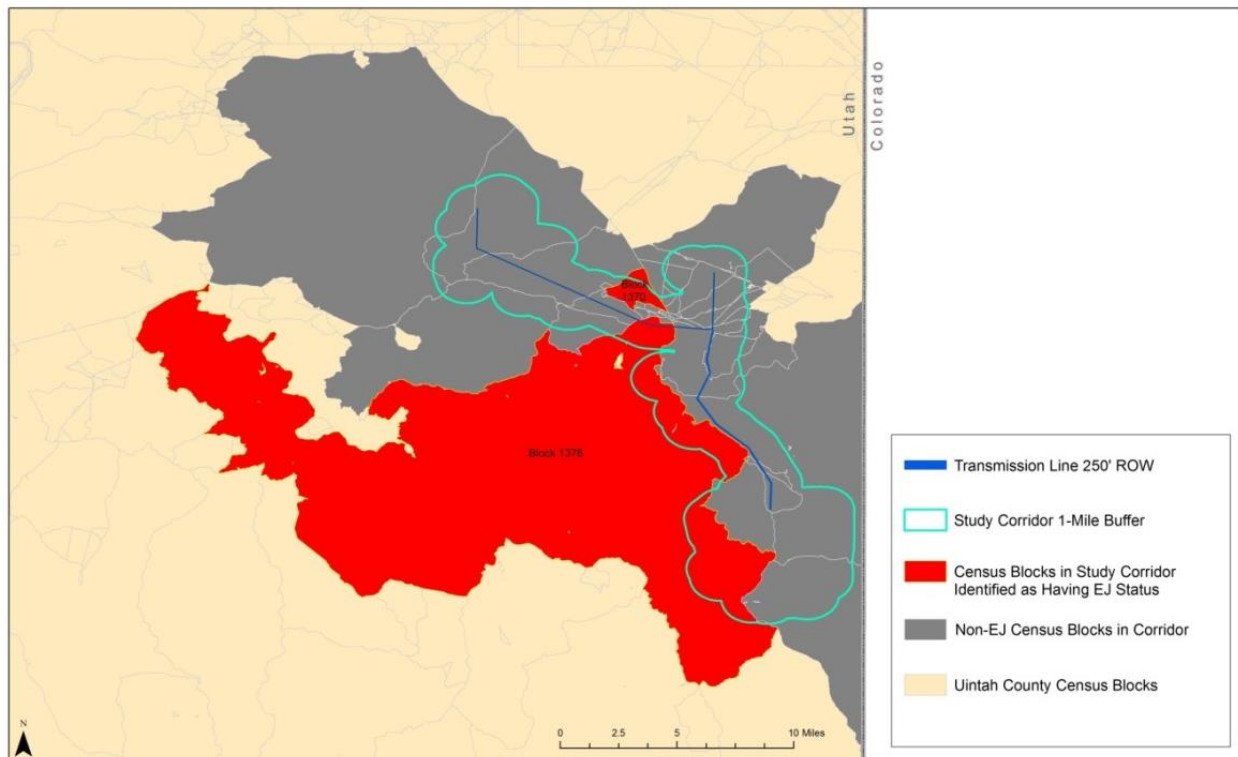 Utah
Colorado
Block
1370
Block 1376
Transmission Line 250' ROW
Study Corridor 1-Mile Buffer
Census Blocks in Study Corridor
Identified as Having EJ Status
Non-EJ Census Blocks in Corridor
Uintah County Census Blocks
N
0 2.5 5 10 Miles